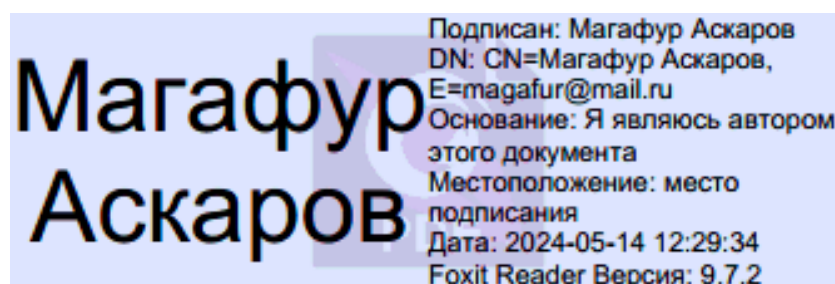 Магафур
Аскаров
Подписан: Магафур Аскаров
DN: CN=Магафур Аскаров,
E=magafur@mail.ru
Основание: Я являюсь автором
этого документа
Местоположение: место
подписания
Дата: 2024-05-14 12:29:34
Foxit Reader Версия: 9.7.2
PDF